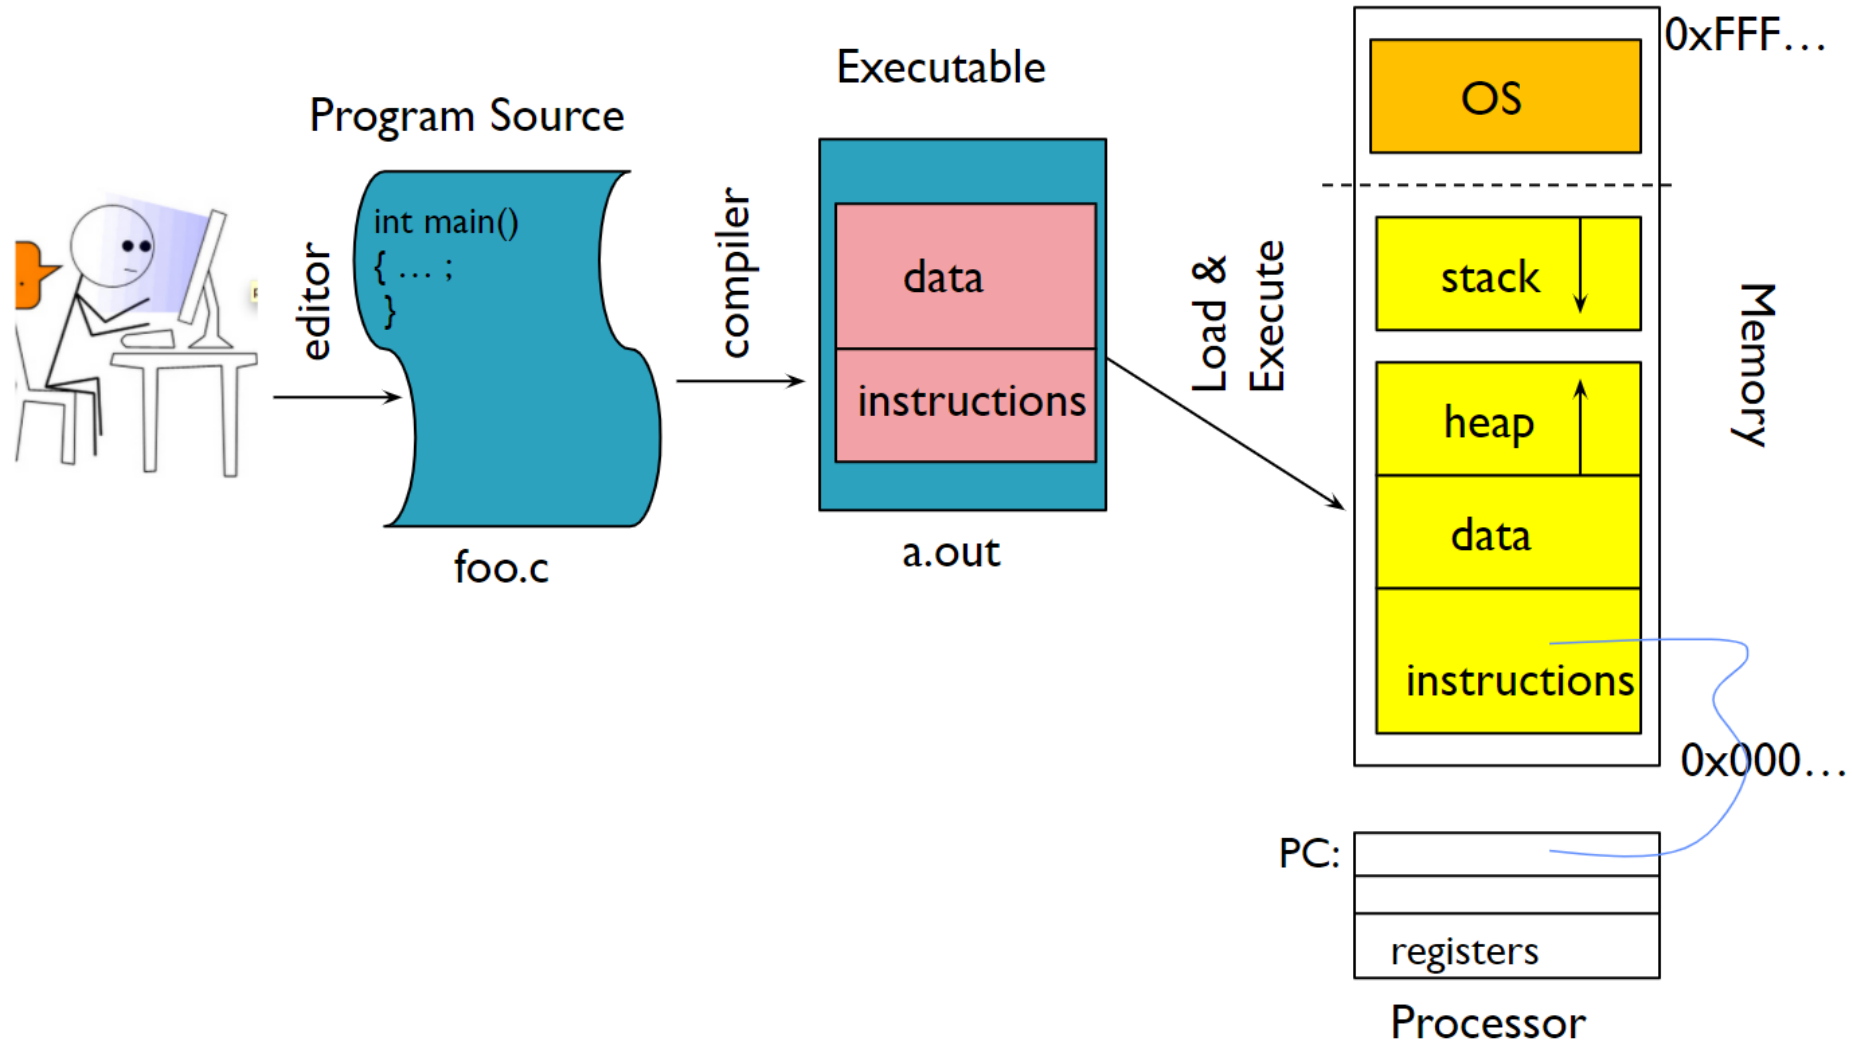 Program Source
editor
int main()
{ … ;
}
foo.c
compiler
Executable
data
instructions
a.out
Load &
Execute
0xFFF…
OS
stack
heap
data
instructions
Memory
0x000…
PC:
registers
Processor